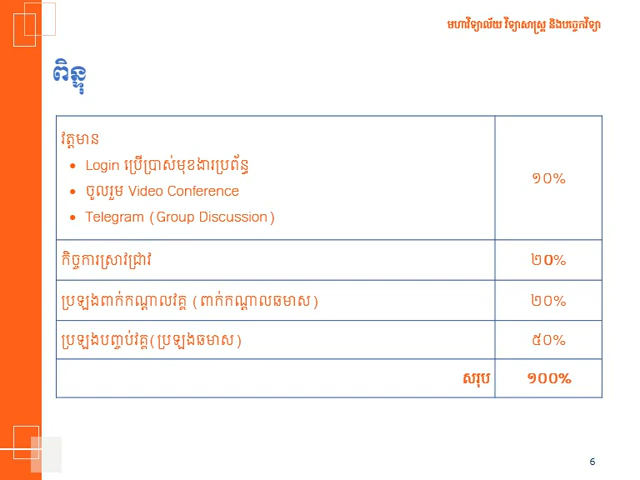 មហាវិទ្យាល័យ វិទ្យាសាស្ត្រ និងបច្ចេកវិទ្យា
ពិន្ទុ
វត្តមាន
• Login ប្រើប្រាស់មុខងារប្រព័ន្ធ
• ចូលរួម Video Conference
• Telegram (Group Discussion)
១០%
កិច្ចការស្រាវជ្រាវ ២០%
ប្រឡងពាក់កណ្តាលវគ្គ (ពាក់កណ្តាលឆមាស) ២០%
ប្រឡងបញ្ចប់វគ្គ(ប្រឡងឆមាស) ៥០%
សរុប ១០០%
6